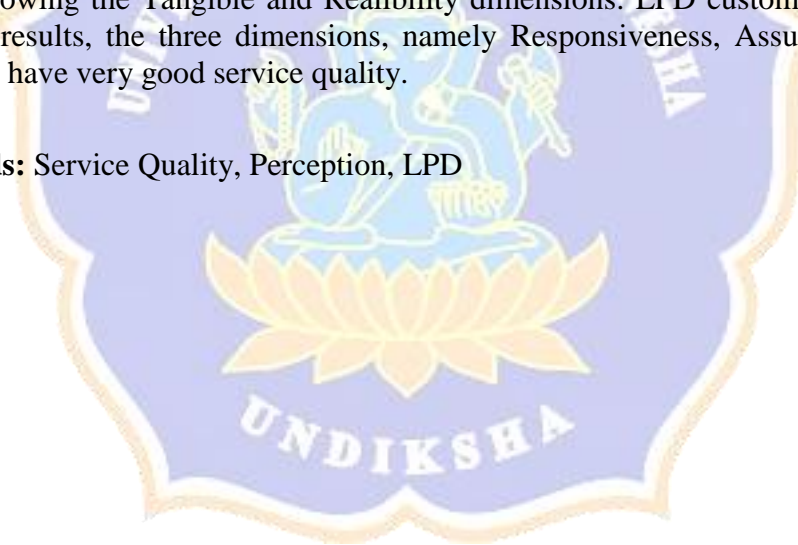 owing the Tangible and Realibility dimensions. LPD custom
results, the three dimensions, namely Responsiveness, Assu
have very good service quality.
ls: Service Quality, Perception, LPD
UNDIKSHA